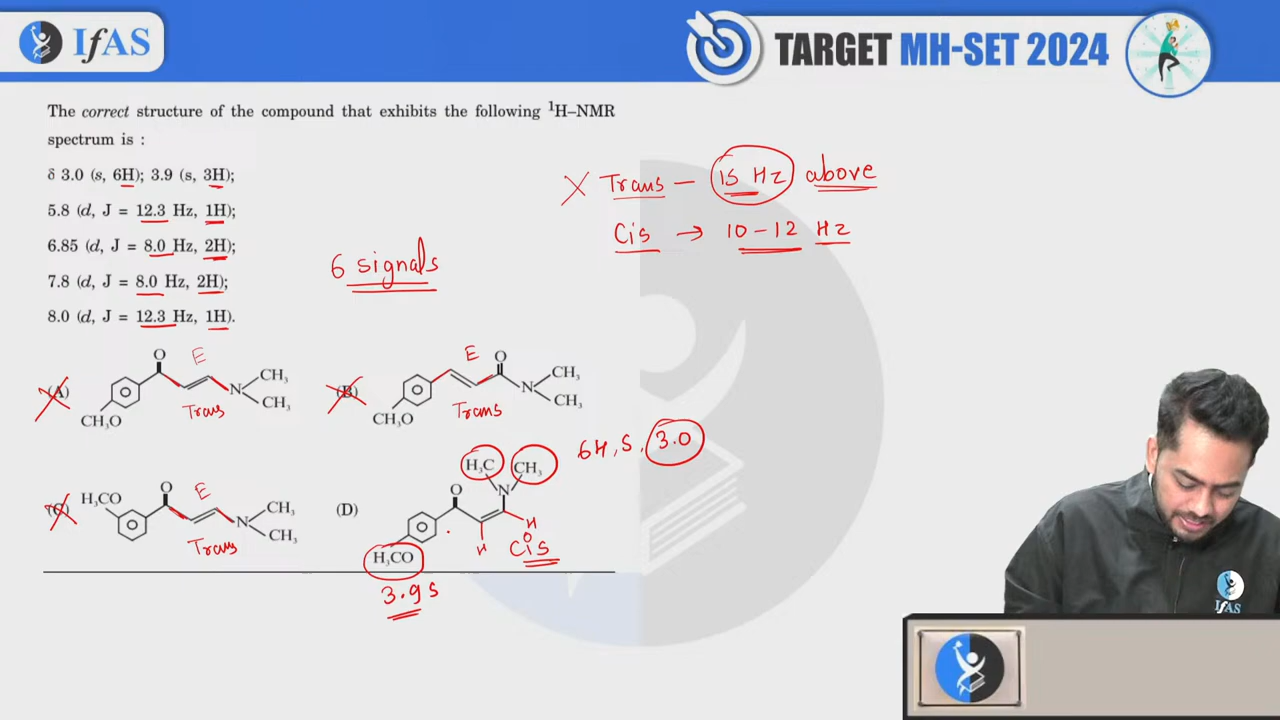 IfAS
TARGET MH-SET 2024
The correct structure of the compound that exhibits the following ¹H–NMR
spectrum is :
δ 3.0 (s, 6H); 3.9 (s, 3H);
5.8 (d, J = 12.3 Hz, 1H);
6.85 (d, J = 8.0 Hz, 2H);
7.8 (d, J = 8.0 Hz, 2H);
8.0 (d, J = 12.3 Hz, 1H).
6 signals
X Trans – 15 Hz above
Cis → 10 – 12 Hz
(A) O E N CH₃ CH₃ CH₃O Trans
(B) E O N CH₃ CH₃ CH₃O Trans
(C) H₃CO O E N CH₃ CH₃ Trans
(D) H₃C CH₃ O N H H H₃CO Cis
6H, S, 3.0
3.9 S
IfAS